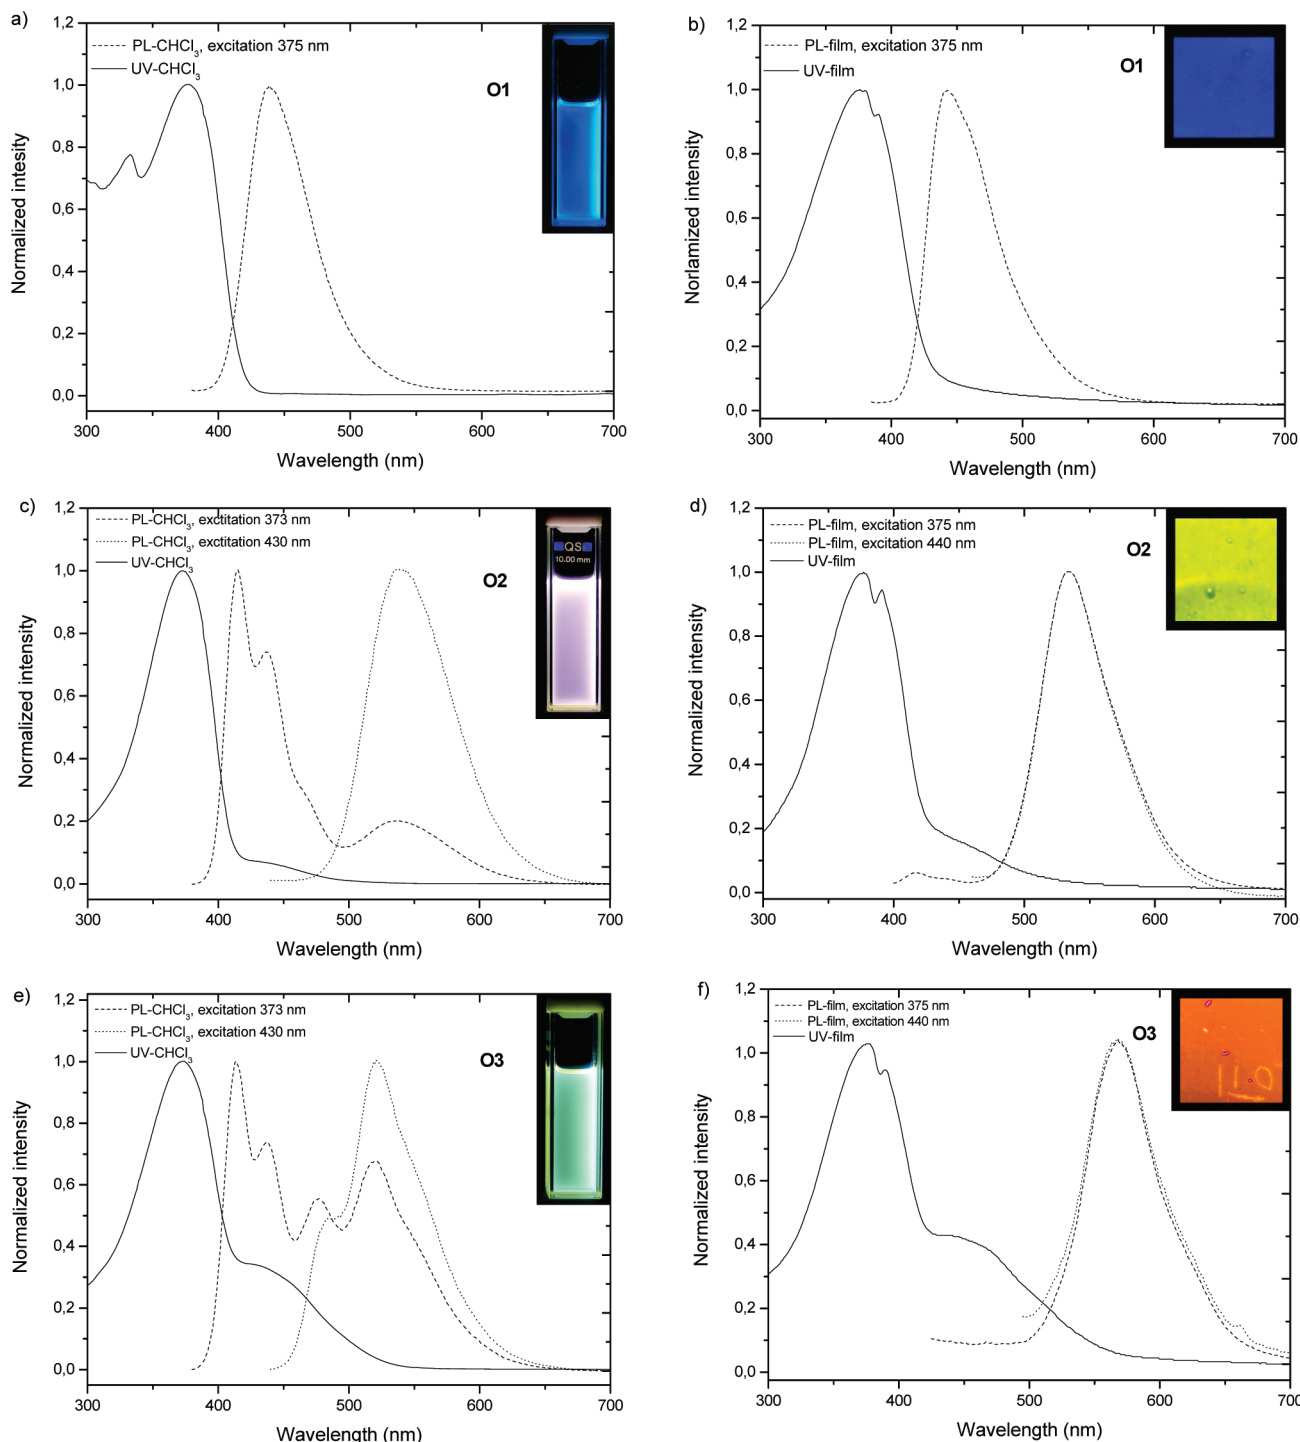 a)
1,2
1,0
0,8
0,6
0,4
0,2
0,0
Normalized intesity
PL-CHCl3, excitation 375 nm
UV-CHCl3
O1
300 400 500 600 700
Wavelength (nm)
b)
1,2
1,0
0,8
0,6
0,4
0,2
0,0
Norlamized intensity
PL-film, excitation 375 nm
UV-film
O1
300 400 500 600 700
Wavelength (nm)
c)
1,2
1,0
0,8
0,6
0,4
0,2
0,0
Normalized intensity
PL-CHCl3, exctitation 373 nm
PL-CHCl3, exctitation 430 nm
UV-CHCl3
O2
QS
10.00 mm
300 400 500 600 700
Wavelength (nm)
d)
1,2
1,0
0,8
0,6
0,4
0,2
0,0
Normalized intensity
PL-film, excitation 375 nm
PL-film, excitation 440 nm
UV-film
O2
300 400 500 600 700
Wavelength (nm)
e)
1,2
1,0
0,8
0,6
0,4
0,2
0,0
Normalized intensity
PL-CHCl3, excitation 373 nm
PL-CHCl3, excitation 430 nm
UV-CHCl3
O3
300 400 500 600 700
Wavelength (nm)
f)
1,2
1,0
0,8
0,6
0,4
0,2
0,0
Normalized intensity
PL-film, excitation 375 nm
PL-film, excitation 440 nm
UV-film
O3
300 400 500 600 700
Wavelength (nm)